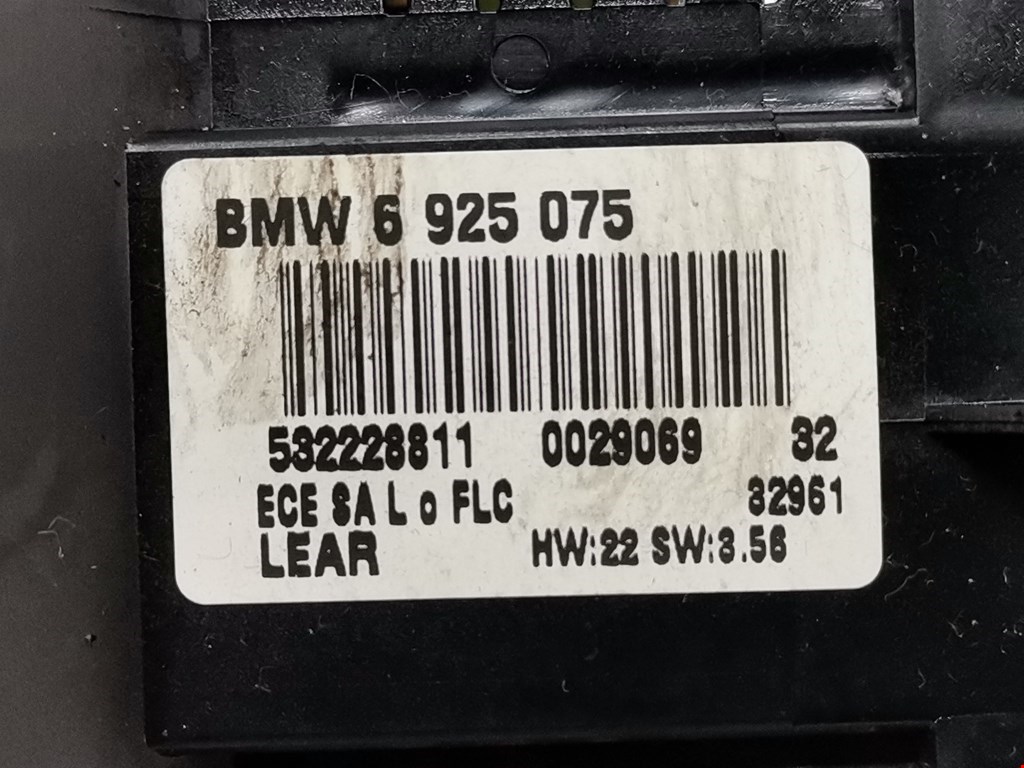 BMW 6 925 075
532228811 0029069 32
ECE SA L o FLC 32961
LEAR HW:22 SW:3.56